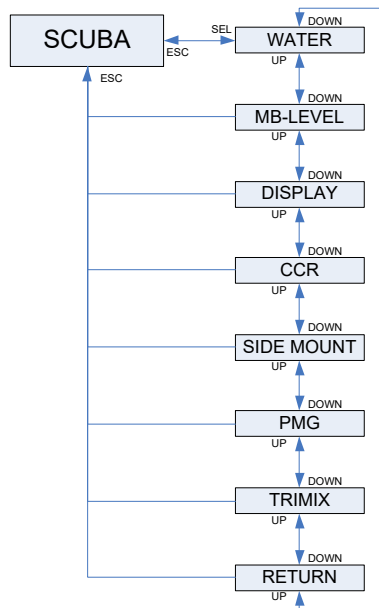 DOWN
SCUBA
SEL
ESC
WATER
UP
ESC
DOWN
MB-LEVEL
UP
DOWN
DISPLAY
UP
DOWN
CCR
UP
DOWN
SIDE MOUNT
UP
DOWN
PMG
UP
DOWN
TRIMIX
UP
DOWN
RETURN
UP